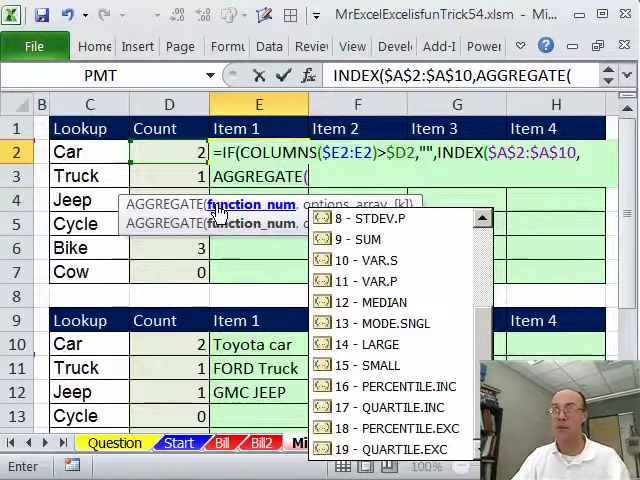 MrExcelExcelisfunTrick54.xlsm - Mi...
File Home Insert Page Formu Data Revie View Devel Add-I Power
PMT INDEX($A$2:$A$10,AGGREGATE(
B C D E F G H
1 Lookup Count Item 1 Item 2 Item 3 Item 4
2 Car 2 =IF(COLUMNS($E2:E2)>$D2,"",INDEX($A$2:$A$10,
3 Truck 1 AGGREGATE(
4 Jeep
AGGREGATE(function_num, options, array, [k])
5 Cycle
AGGREGATE(function_num,
6 Bike 3
7 Cow 0
8
8 - STDEV.P
9 - SUM
10 - VAR.S
11 - VAR.P
12 - MEDIAN
13 - MODE.SNGL
14 - LARGE
15 - SMALL
16 - PERCENTILE.INC
17 - QUARTILE.INC
18 - PERCENTILE.EXC
19 - QUARTILE.EXC
9 Lookup Count Item 1 Item 4
10 Car 2 Toyota car
11 Truck 1 FORD Truck
12 Jeep 1 GMC JEEP
13 Cycle 0
Question Start Bill Bill2 Mi
Enter 100%